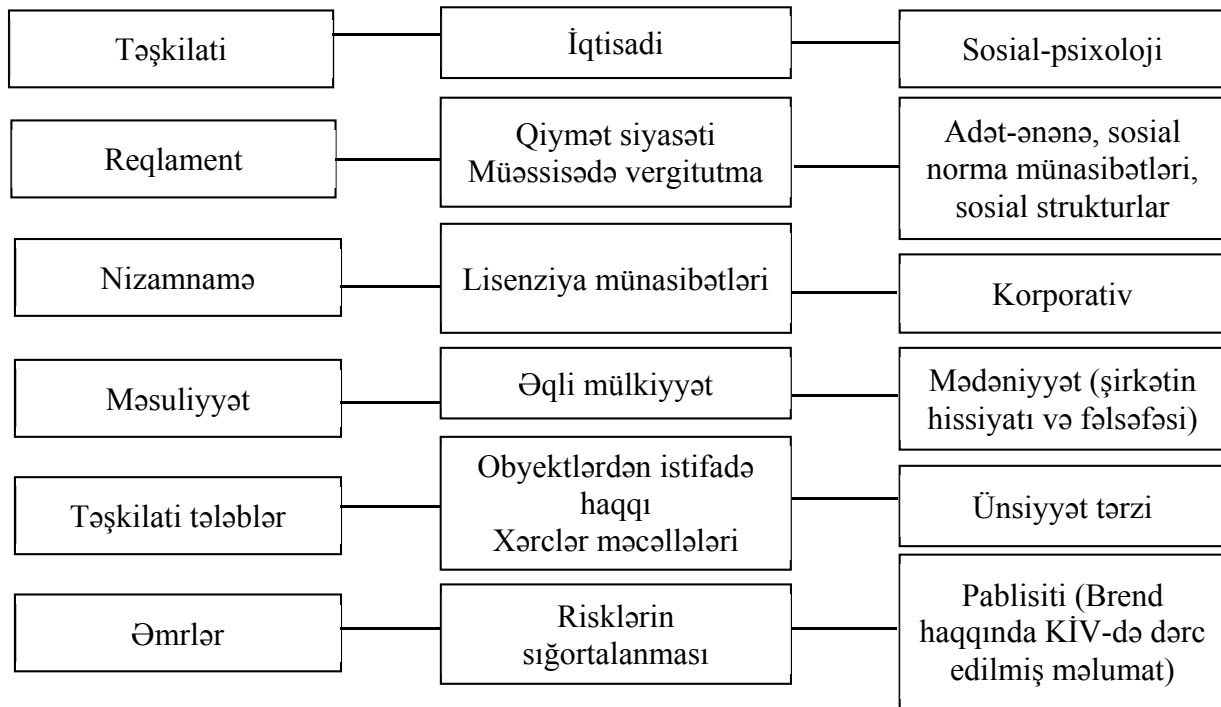 Təşkilati
İqtisadi
Sosial-psixoloji
Reqlament
Qiymət siyasəti
Müəssisədə vergitutma
Adət-ənənə, sosial
norma münasibətləri,
sosial strukturlar
Nizamnamə
Lisenziya münasibətləri
Korporativ
Məsuliyyət
Əqli mülkiyyət
Mədəniyyət (şirkətin
hissiyatı və fəlsəfəsi)
Təşkilati tələblər
Obyektlərdən istifadə
haqqı
Xərclər məcəllələri
Ünsiyyət tərzi
Əmrlər
Risklərin
sığortalanması
Pablisiti (Brend
haqqında KİV-də dərc
edilmiş məlumat)